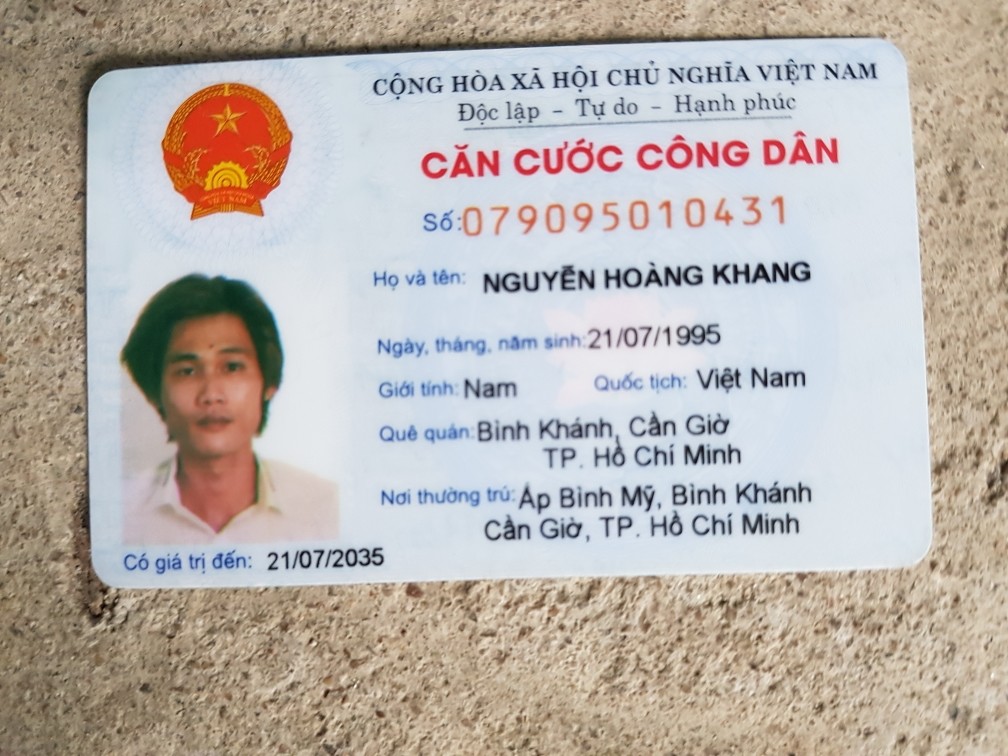 CỘNG HÒA XÃ HỘI CHỦ NGHĨA VIỆT NAM
Độc lập - Tự do - Hạnh phúc
CĂN CƯỚC CÔNG DÂN
Số: 079095010431
Họ và tên: NGUYỄN HOÀNG KHANG
Ngày, tháng, năm sinh: 21/07/1995
Giới tính: Nam Quốc tịch: Việt Nam
Quê quán: Bình Khánh, Cần Giờ
TP. Hồ Chí Minh
Nơi thường trú: Ấp Bình Mỹ, Bình Khánh
Cần Giờ, TP. Hồ Chí Minh
Có giá trị đến: 21/07/2035